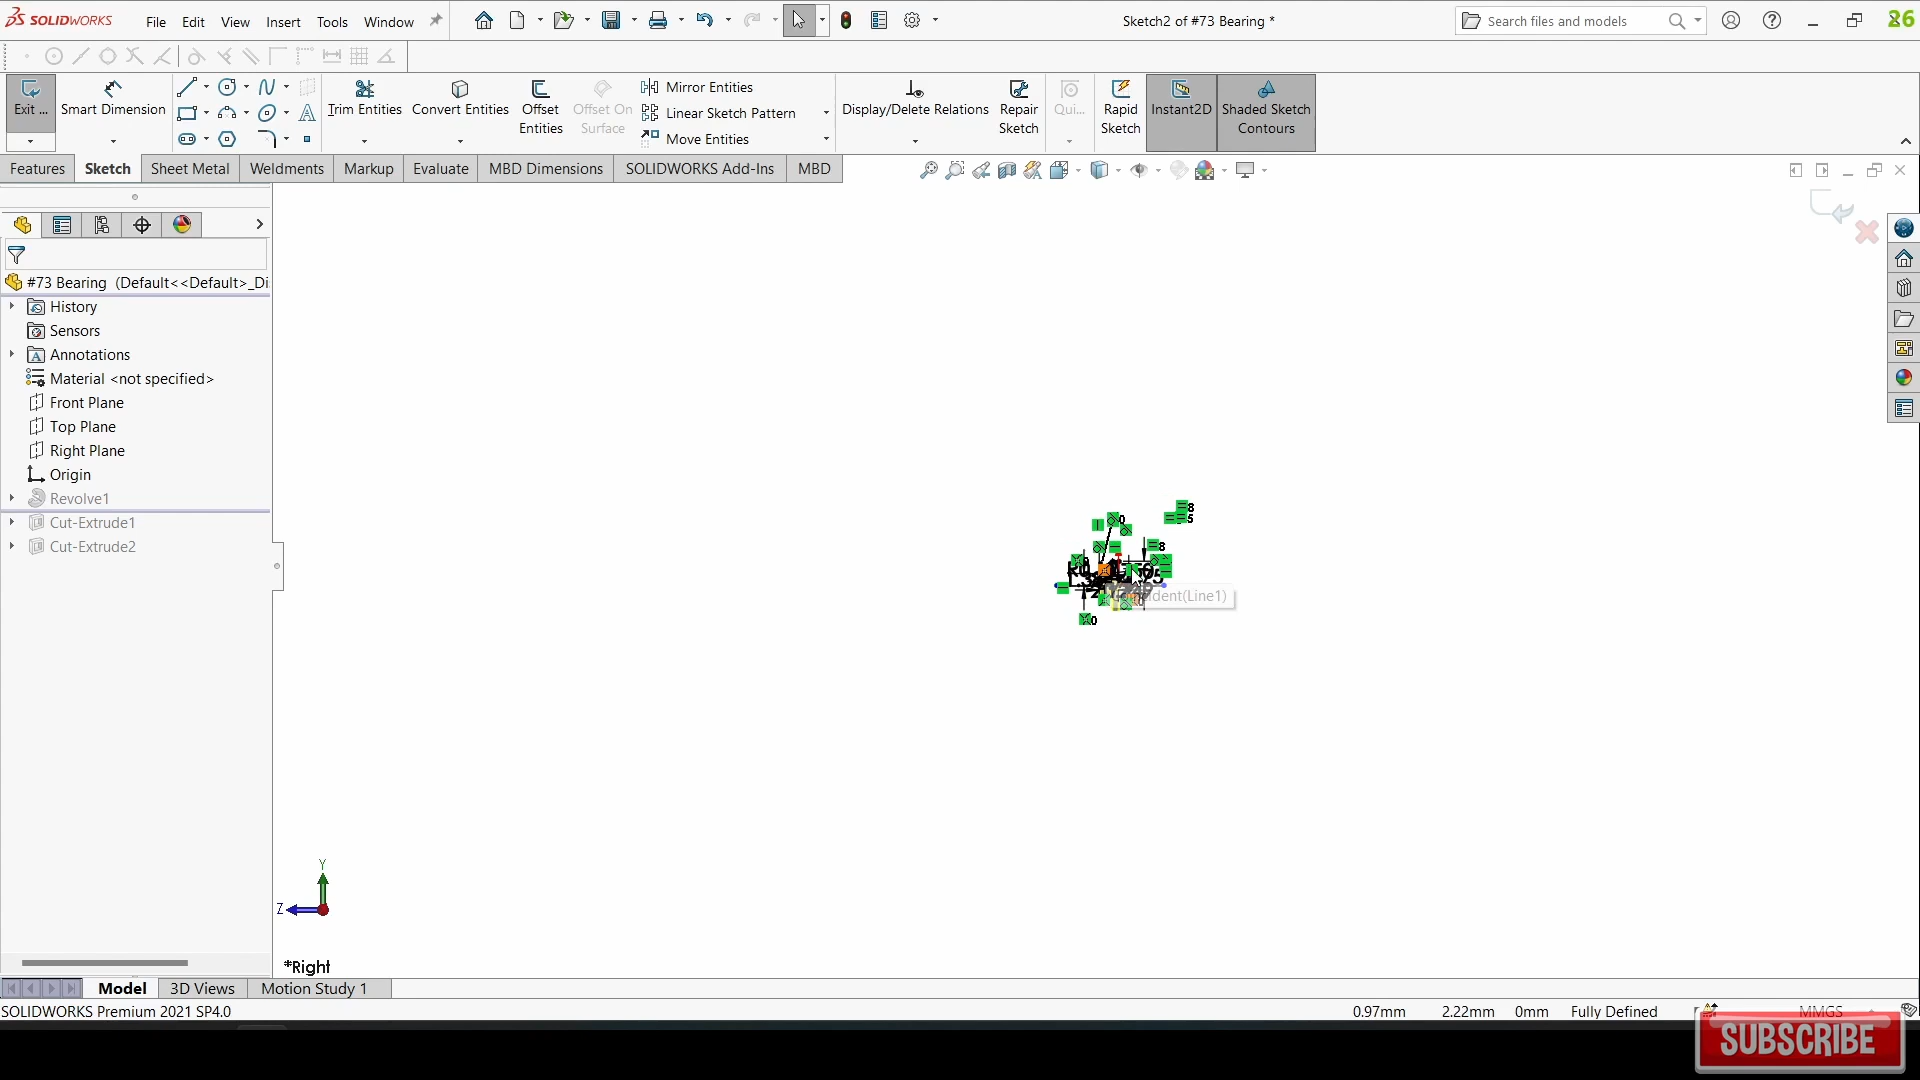 SOLIDWORKS
File Edit View Insert Tools Window
Sketch2 of #73 Bearing *
Search files and models
26
Exit ...
Smart Dimension
Trim Entities
Convert Entities
Offset
Entities
Offset On
Surface
Mirror Entities
Linear Sketch Pattern
Move Entities
Display/Delete Relations
Repair
Sketch
Qui...
Rapid
Sketch
Instant2D
Shaded Sketch
Contours
Features Sketch Sheet Metal Weldments Markup Evaluate MBD Dimensions SOLIDWORKS Add-Ins MBD
#73 Bearing (Default<<Default>_Di
History
Sensors
Annotations
Material <not specified>
Front Plane
Top Plane
Right Plane
Origin
Revolve1
Cut-Extrude1
Cut-Extrude2
Y
Z
*Right
Model 3D Views Motion Study 1
SOLIDWORKS Premium 2021 SP4.0
0.97mm 2.22mm 0mm Fully Defined MMGS
SUBSCRIBE